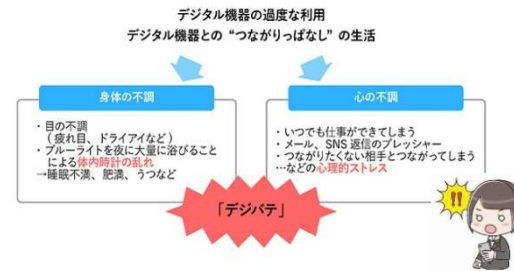 デジタル機器の過度な利用
デジタル機器との“つながりっぱなし”の生活
身体の不調
・目の不調
（疲れ目、ドライアイなど）
・ブルーライトを夜に大量に浴びること
による体内時計の乱れ
→睡眠不満、肥満、うつなど
心の不調
・いつでも仕事ができてしまう
・メール、SNS 返信のプレッシャー
・つながりたくない相手とつながってしまう
…などの心理的ストレス
「デジバテ」
!!